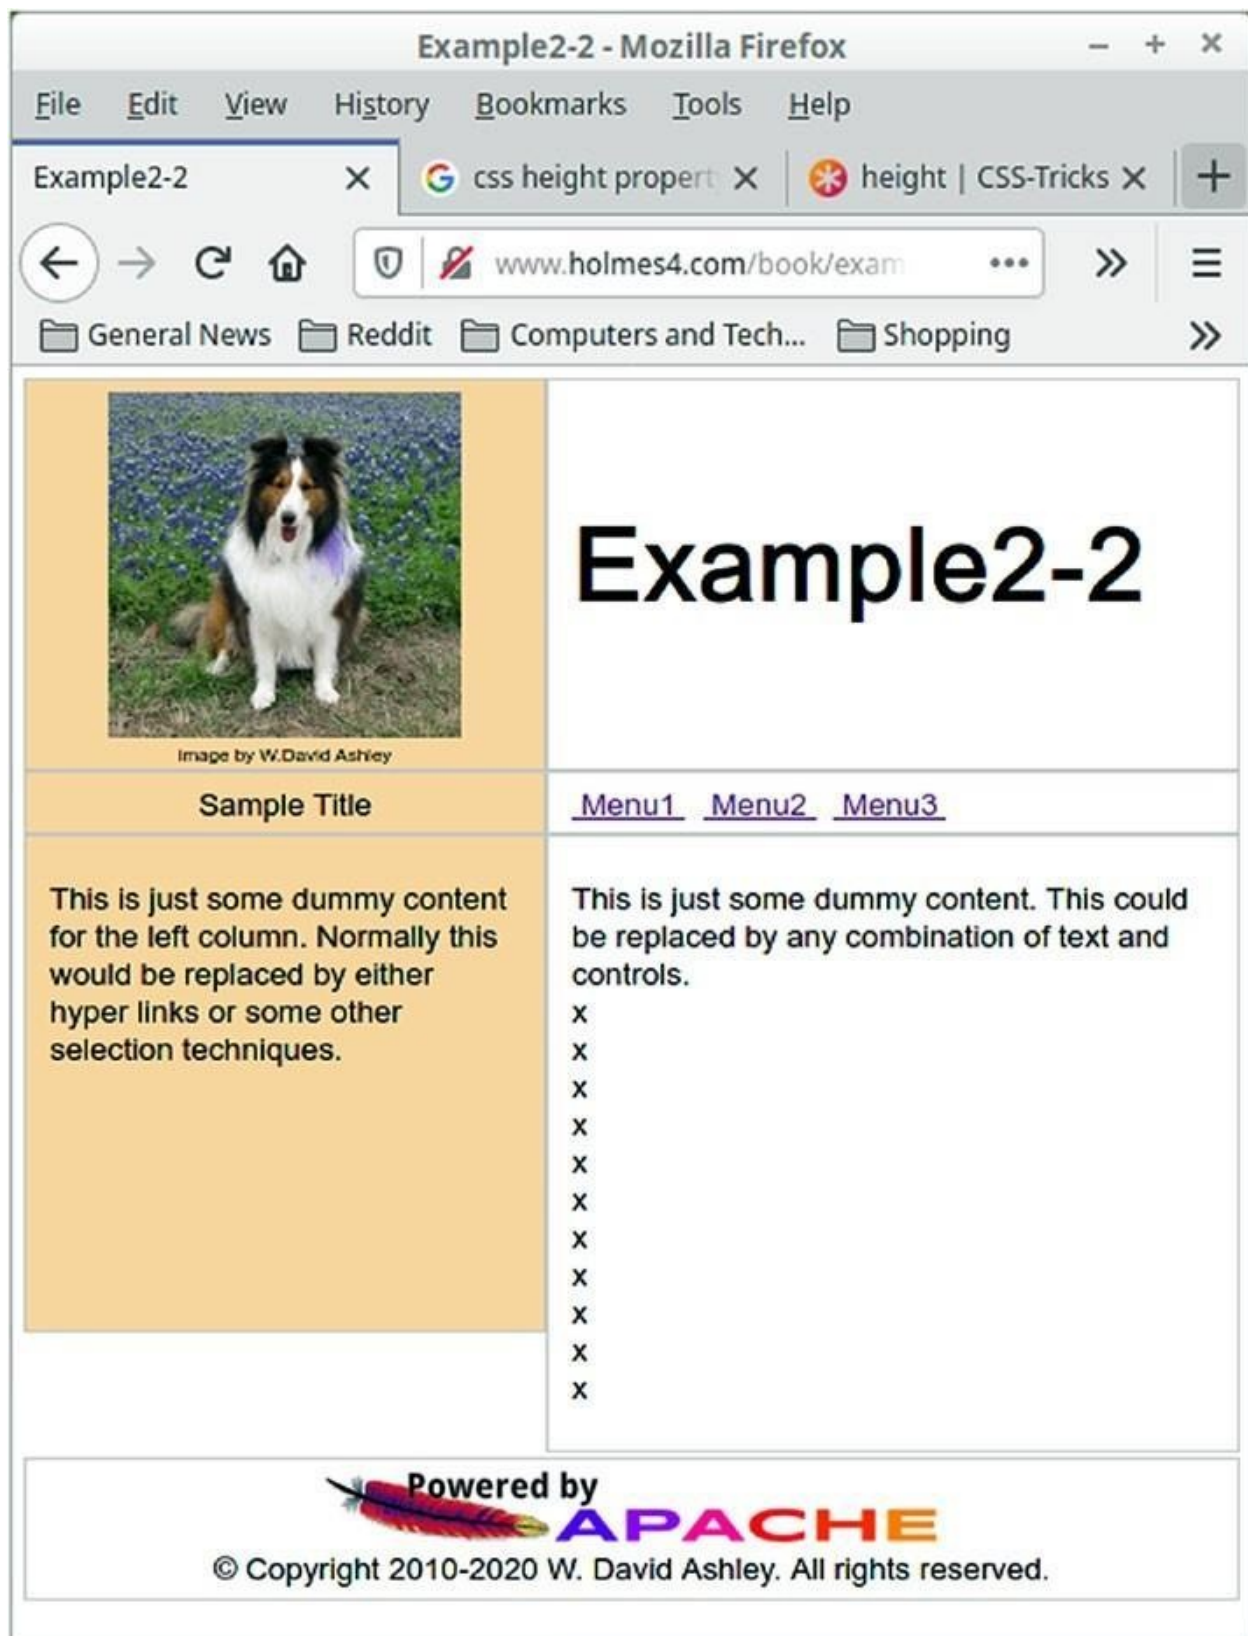 Example2-2 - Mozilla Firefox
File Edit View History Bookmarks Tools Help
Example2-2 css height propert height | CSS-Tricks
www.holmes4.com/book/exam
General News Reddit Computers and Tech... Shopping
Example2-2
Image by W.David Ashley
Sample Title
Menu1 Menu2 Menu3
This is just some dummy content
for the left column. Normally this
would be replaced by either
hyper links or some other
selection techniques.
This is just some dummy content. This could
be replaced by any combination of text and
controls.
x
x
x
x
x
x
x
x
x
x
x
Powered by
APACHE
© Copyright 2010-2020 W. David Ashley. All rights reserved.